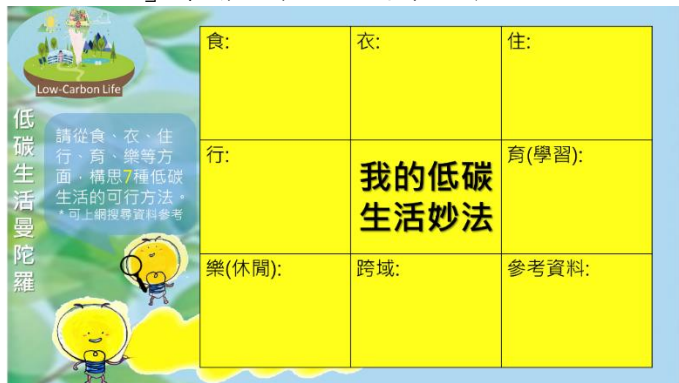 Low-Carbon Life
低碳生活曼陀羅
請從食、衣、住
行、育、樂等方
面，構思7種低碳
生活的可行方法。
*可上網搜尋資料參考
食:
衣:
住:
行:
我的低碳
生活妙法
育(學習):
樂(休閒):
跨域:
參考資料: